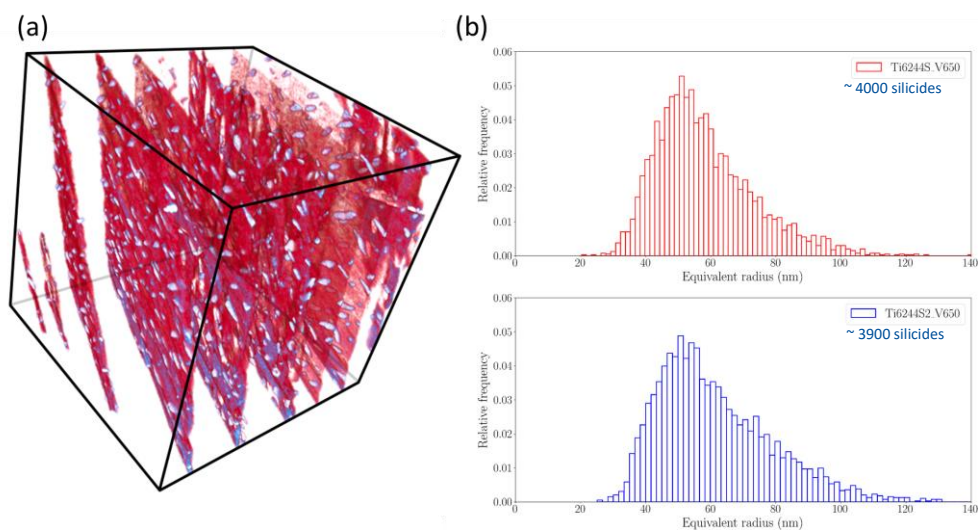 (a)
(b)
0.06
0.05
0.04
0.03
0.02
0.01
0.00
Relative frequency
Ti6244S_V650
~ 4000 silicides
0 20 40 60 80 100 120 140
Equivalent radius (nm)
0.06
0.05
0.04
0.03
0.02
0.01
0.00
Relative frequency
Ti6244S2_V650
~ 3900 silicides
0 20 40 60 80 100 120 140
Equivalent radius (nm)